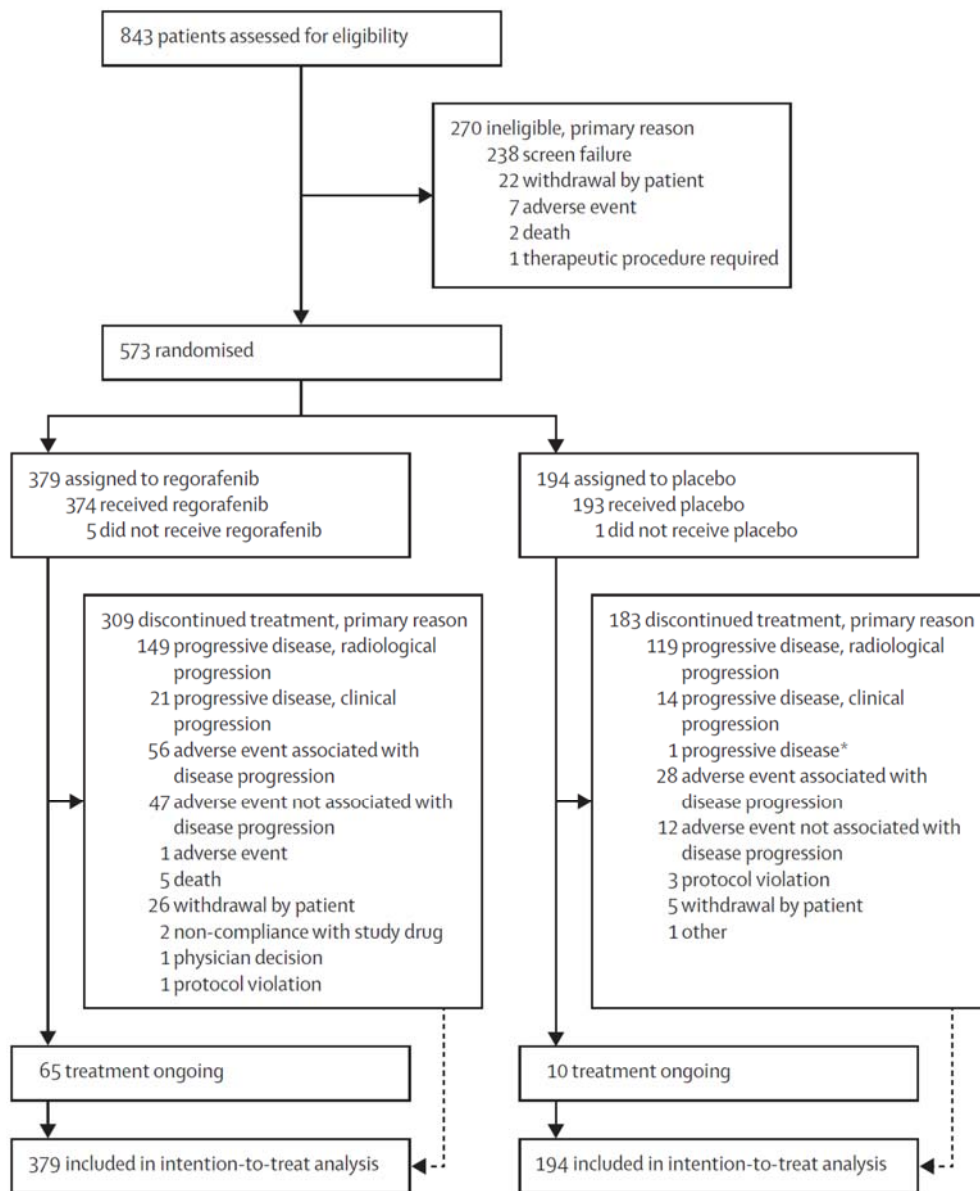 843 patients assessed for eligibility
270 ineligible, primary reason
238 screen failure
22 withdrawal by patient
7 adverse event
2 death
1 therapeutic procedure required
573 randomised
379 assigned to regorafenib
374 received regorafenib
5 did not receive regorafenib
194 assigned to placebo
193 received placebo
1 did not receive placebo
309 discontinued treatment, primary reason
149 progressive disease, radiological
progression
21 progressive disease, clinical
progression
56 adverse event associated with
disease progression
47 adverse event not associated with
disease progression
1 adverse event
5 death
26 withdrawal by patient
2 non-compliance with study drug
1 physician decision
1 protocol violation
183 discontinued treatment, primary reason
119 progressive disease, radiological
progression
14 progressive disease, clinical
progression
1 progressive disease*
28 adverse event associated with
disease progression
12 adverse event not associated with
disease progression
3 protocol violation
5 withdrawal by patient
1 other
65 treatment ongoing
10 treatment ongoing
379 included in intention-to-treat analysis
194 included in intention-to-treat analysis